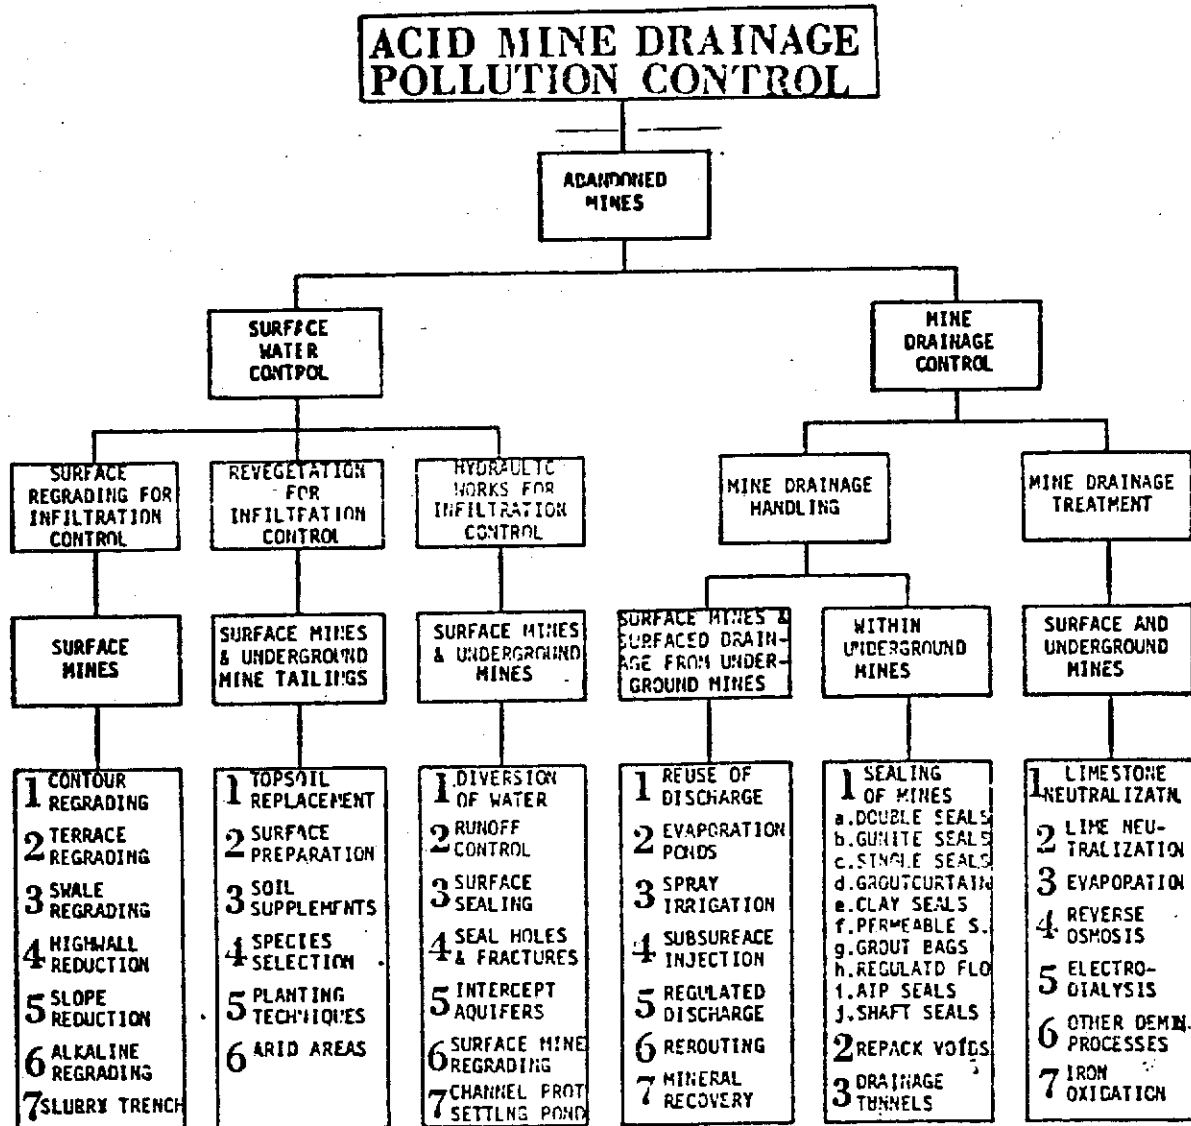 ACID MINE DRAINAGE
POLLUTION CONTROL
ABANDONED
MINES
SURFACE
WATER
CONTROL
MINE
DRAINAGE
CONTROL
SURFACE
REGRADING FOR
INFILTRATION
CONTROL
REVEGETATION
FOR
INFILTRATION
CONTROL
HYDRAULIC
WORKS FOR
INFILTRATION
CONTROL
MINE DRAINAGE
HANDLING
MINE DRAINAGE
TREATMENT
SURFACE
MINES
SURFACE MINES
& UNDERGROUND
MINE TAILINGS
SURFACE MINES
& UNDERGROUND
MINES
SURFACE MINES &
SURFACED DRAIN-
AGE FROM UNDER-
GROUND MINES
WITHIN
UNDERGROUND
MINES
SURFACE AND
UNDERGROUND
MINES
1 CONTOUR
REGRADING
2 TERRACE
REGRADING
3 SWALE
REGRADING
4 HIGHWALL
REDUCTION
5 SLOPE
REDUCTION
6 ALKALINE
REGRADING
7 SLURRY TRENCH
1 TOPSOIL
REPLACEMENT
2 SURFACE
PREPARATION
3 SOIL
SUPPLEMENTS
4 SPECIES
SELECTION
5 PLANTING
TECHNIQUES
6 ARID AREAS
1 DIVERSION
OF WATER
2 RUNOFF
CONTROL
3 SURFACE
SEALING
4 SEAL HOLES
& FRACTURES
5 INTERCEPT
AQUIFERS
6 SURFACE MINE
REGRADING
7 CHANNEL PROT
SETTLNG POND
1 REUSE OF
DISCHARGE
2 EVAPORATION
PONDS
3 SPRAY
IRRIGATION
4 SUBSURFACE
INJECTION
5 REGULATED
DISCHARGE
6 REROUTING
7 MINERAL
RECOVERY
1 SEALING
OF MINES
a.DOUBLE SEALS
b.GUNITE SEALS
c.SINGLE SEALS
d.GROUTCURTAIN
e.CLAY SEALS
f.PERMEABLE S.
g.GROUT BAGS
h.REGULATD FLO
i.AIR SEALS
j.SHAFT SEALS
2 REPACK VOIDS
3 DRAINAGE
TUNNELS
1 LIMESTONE
NEUTRALIZATN.
2 LIME NEU-
TRALIZATION
3 EVAPORATION
4 REVERSE
OSMOSIS
5 ELECTRO-
DIALYSIS
6 OTHER DEMIN.
PROCESSES
7 IRON
OXIDATION